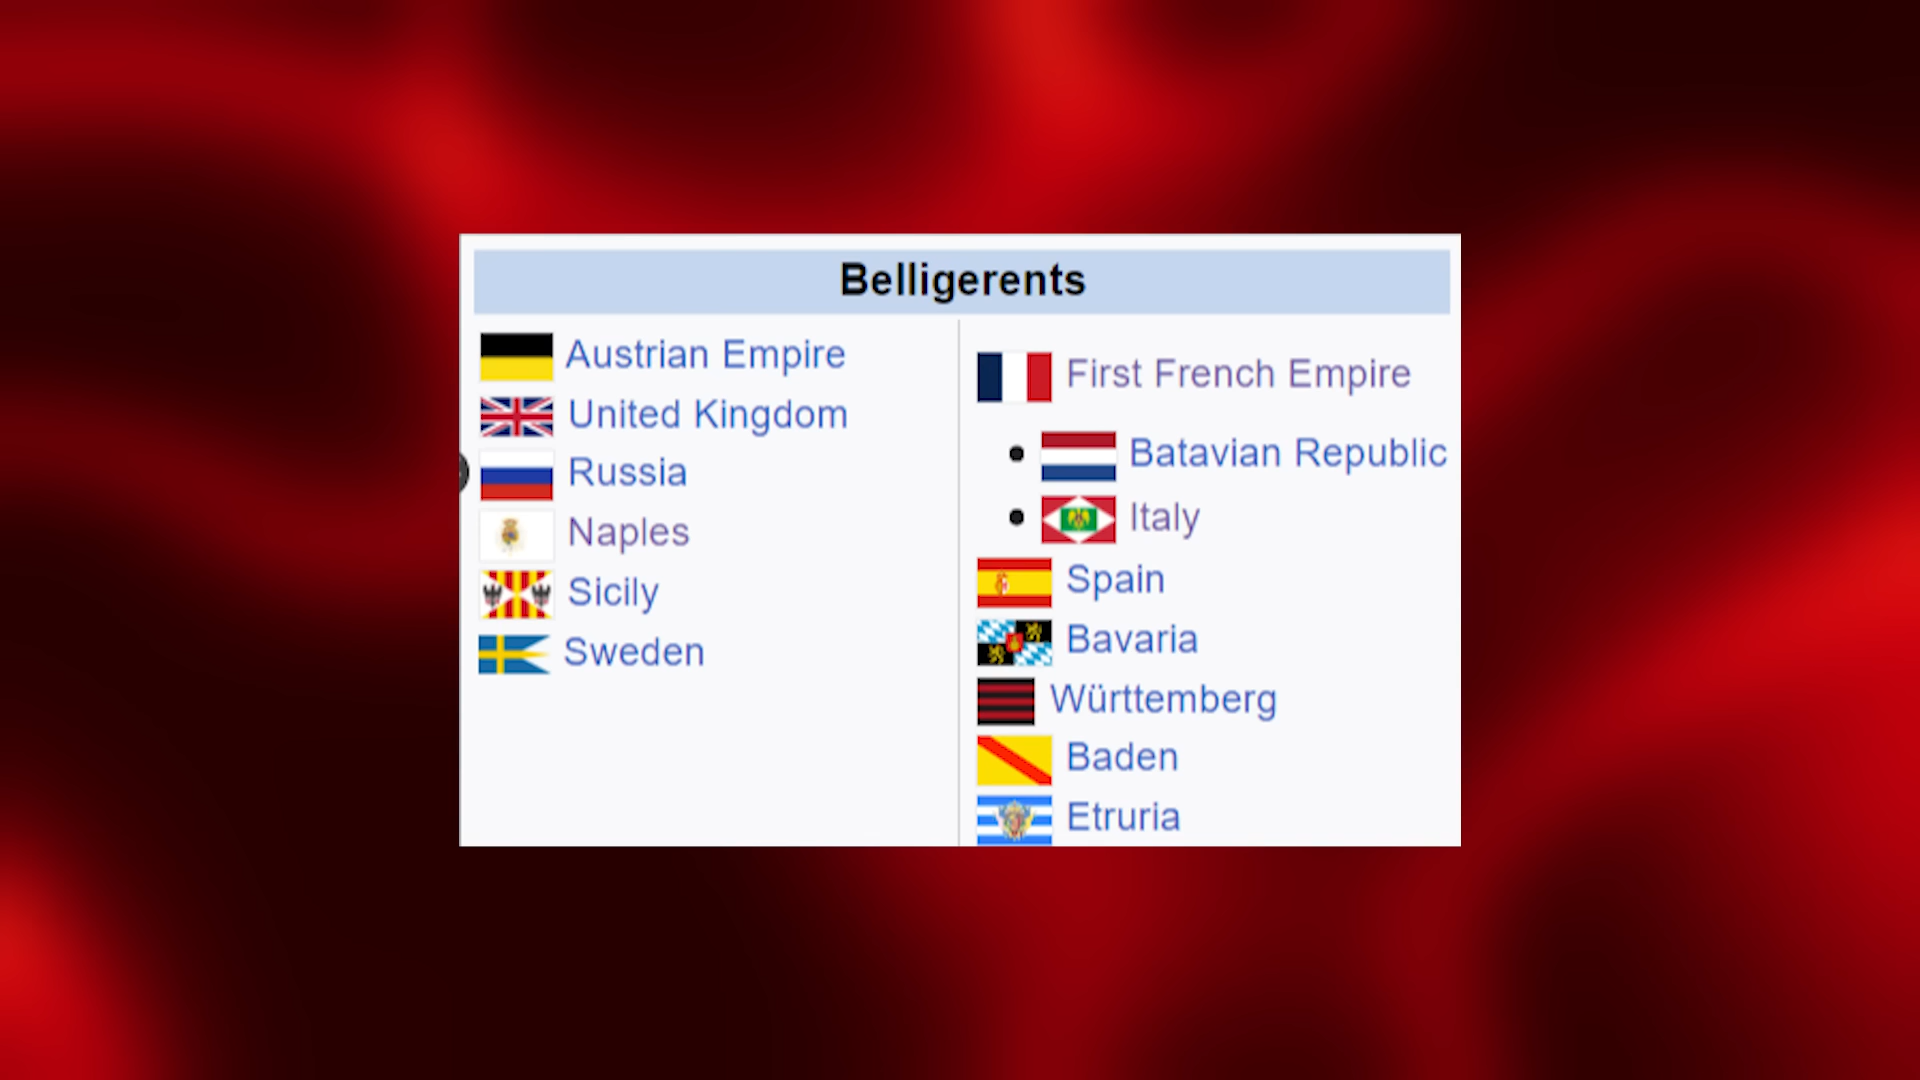 Belligerents
Austrian Empire
United Kingdom
Russia
Naples
Sicily
Sweden
First French Empire
• Batavian Republic
• Italy
Spain
Bavaria
Württemberg
Baden
Etruria